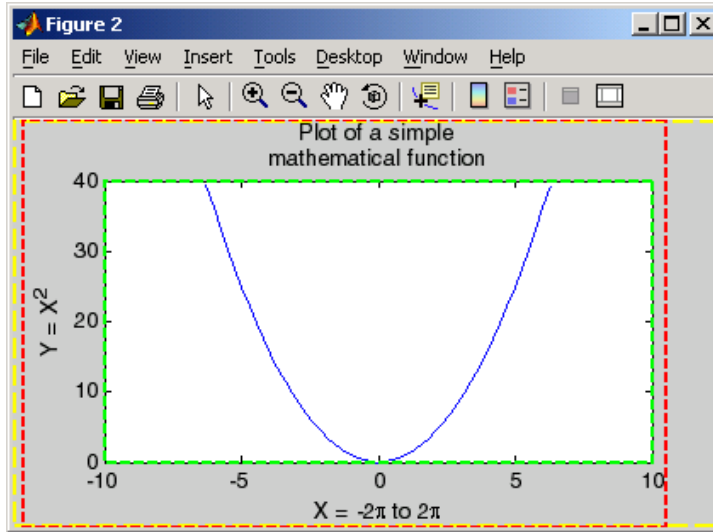 Figure 2
File Edit View Insert Tools Desktop Window Help
Plot of a simple
mathematical function
40
30
20
10
0
Y = X²
-10 -5 0 5 10
X = -2π to 2π